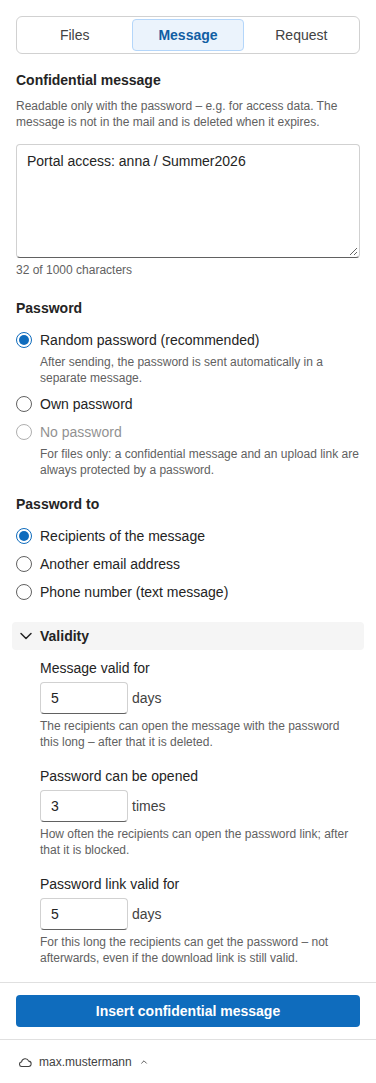 Files Message Request
Confidential message
Readable only with the password – e.g. for access data. The
message is not in the mail and is deleted when it expires.
Portal access: anna / Summer2026
32 of 1000 characters
Password
Random password (recommended)
After sending, the password is sent automatically in a
separate message.
Own password
No password
For files only: a confidential message and an upload link are
always protected by a password.
Password to
Recipients of the message
Another email address
Phone number (text message)
Validity
Message valid for
5 days
The recipients can open the message with the password
this long – after that it is deleted.
Password can be opened
3 times
How often the recipients can open the password link; after
that it is blocked.
Password link valid for
5 days
For this long the recipients can get the password – not
afterwards, even if the download link is still valid.
Insert confidential message
max.mustermann